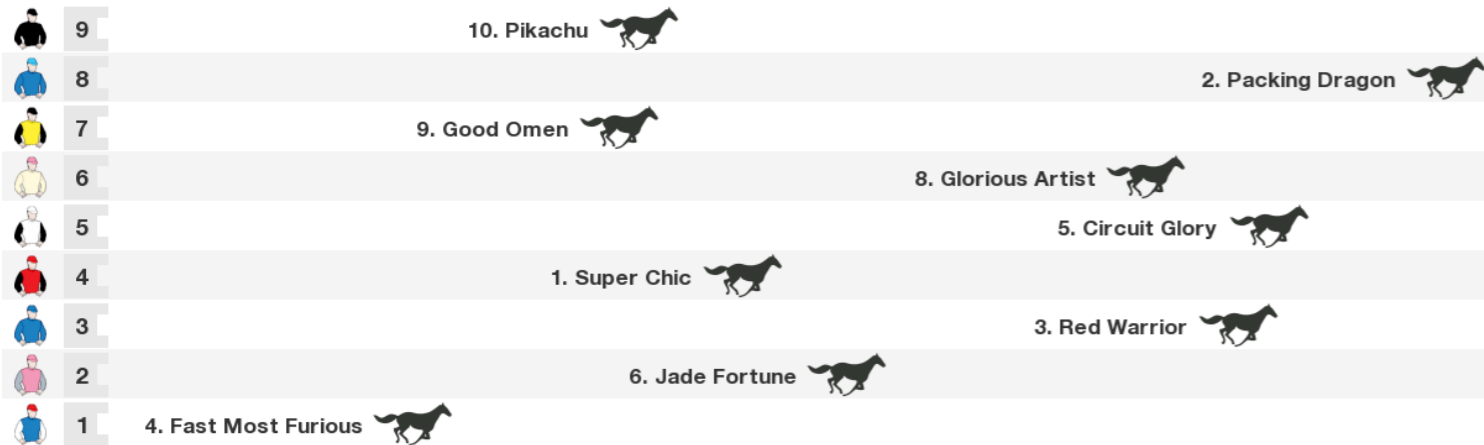 9 10. Pikachu
8 2. Packing Dragon
7 9. Good Omen
6 8. Glorious Artist
5 5. Circuit Glory
4 1. Super Chic
3 3. Red Warrior
2 6. Jade Fortune
1 4. Fast Most Furious